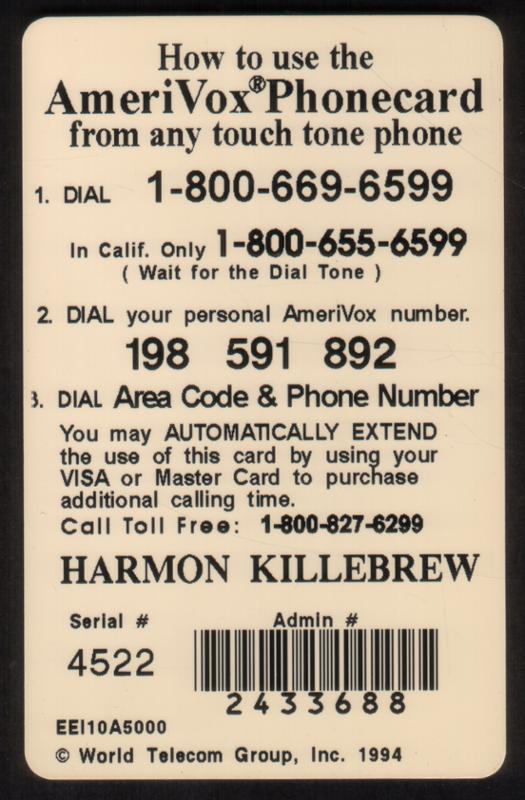 How to use the
AmeriVox® Phonecard
from any touch tone phone
1. DIAL 1-800-669-6599
In Calif. Only 1-800-655-6599
( Wait for the Dial Tone )
2. DIAL your personal AmeriVox number.
198 591 892
3. DIAL Area Code & Phone Number
You may AUTOMATICALLY EXTEND
the use of this card by using your
VISA or Master Card to purchase
additional calling time.
Call Toll Free: 1-800-827-6299
HARMON KILLEBREW
Serial # Admin #
4522
2433688
EEI10A5000
© World Telecom Group, Inc. 1994